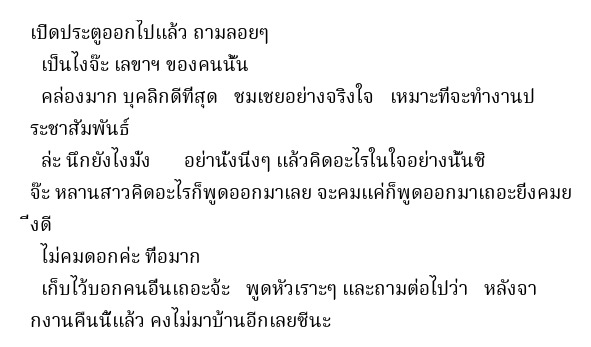 เปิดประตูออกไปแล้ว ถามลอยๆ
เป็นไงจ๊ะ เลขาฯ ของคนนั้น
คล่องมาก บุคลิกดีที่สุด ชมเชยอย่างจริงใจ เหมาะที่จะทำงานป
ระชาสัมพันธ์
ล่ะ นึกยังไงมั่ง อย่านั่งนิ่งๆ แล้วคิดอะไรในใจอย่างนั้นซิ
จ๊ะ หลานสาวคิดอะไรก็พูดออกมาเลย จะคมแค่ก็พูดออกมาเถอะยิ่งคมย
ิ่งดี
ไม่คมดอกค่ะ ทื่อมาก
เก็บไว้บอกคนอื่นเถอะจ้ะ พูดหัวเราะๆ และถามต่อไปว่า หลังจา
กงานคืนนี้แล้ว คงไม่มาบ้านอีกเลยซีนะ